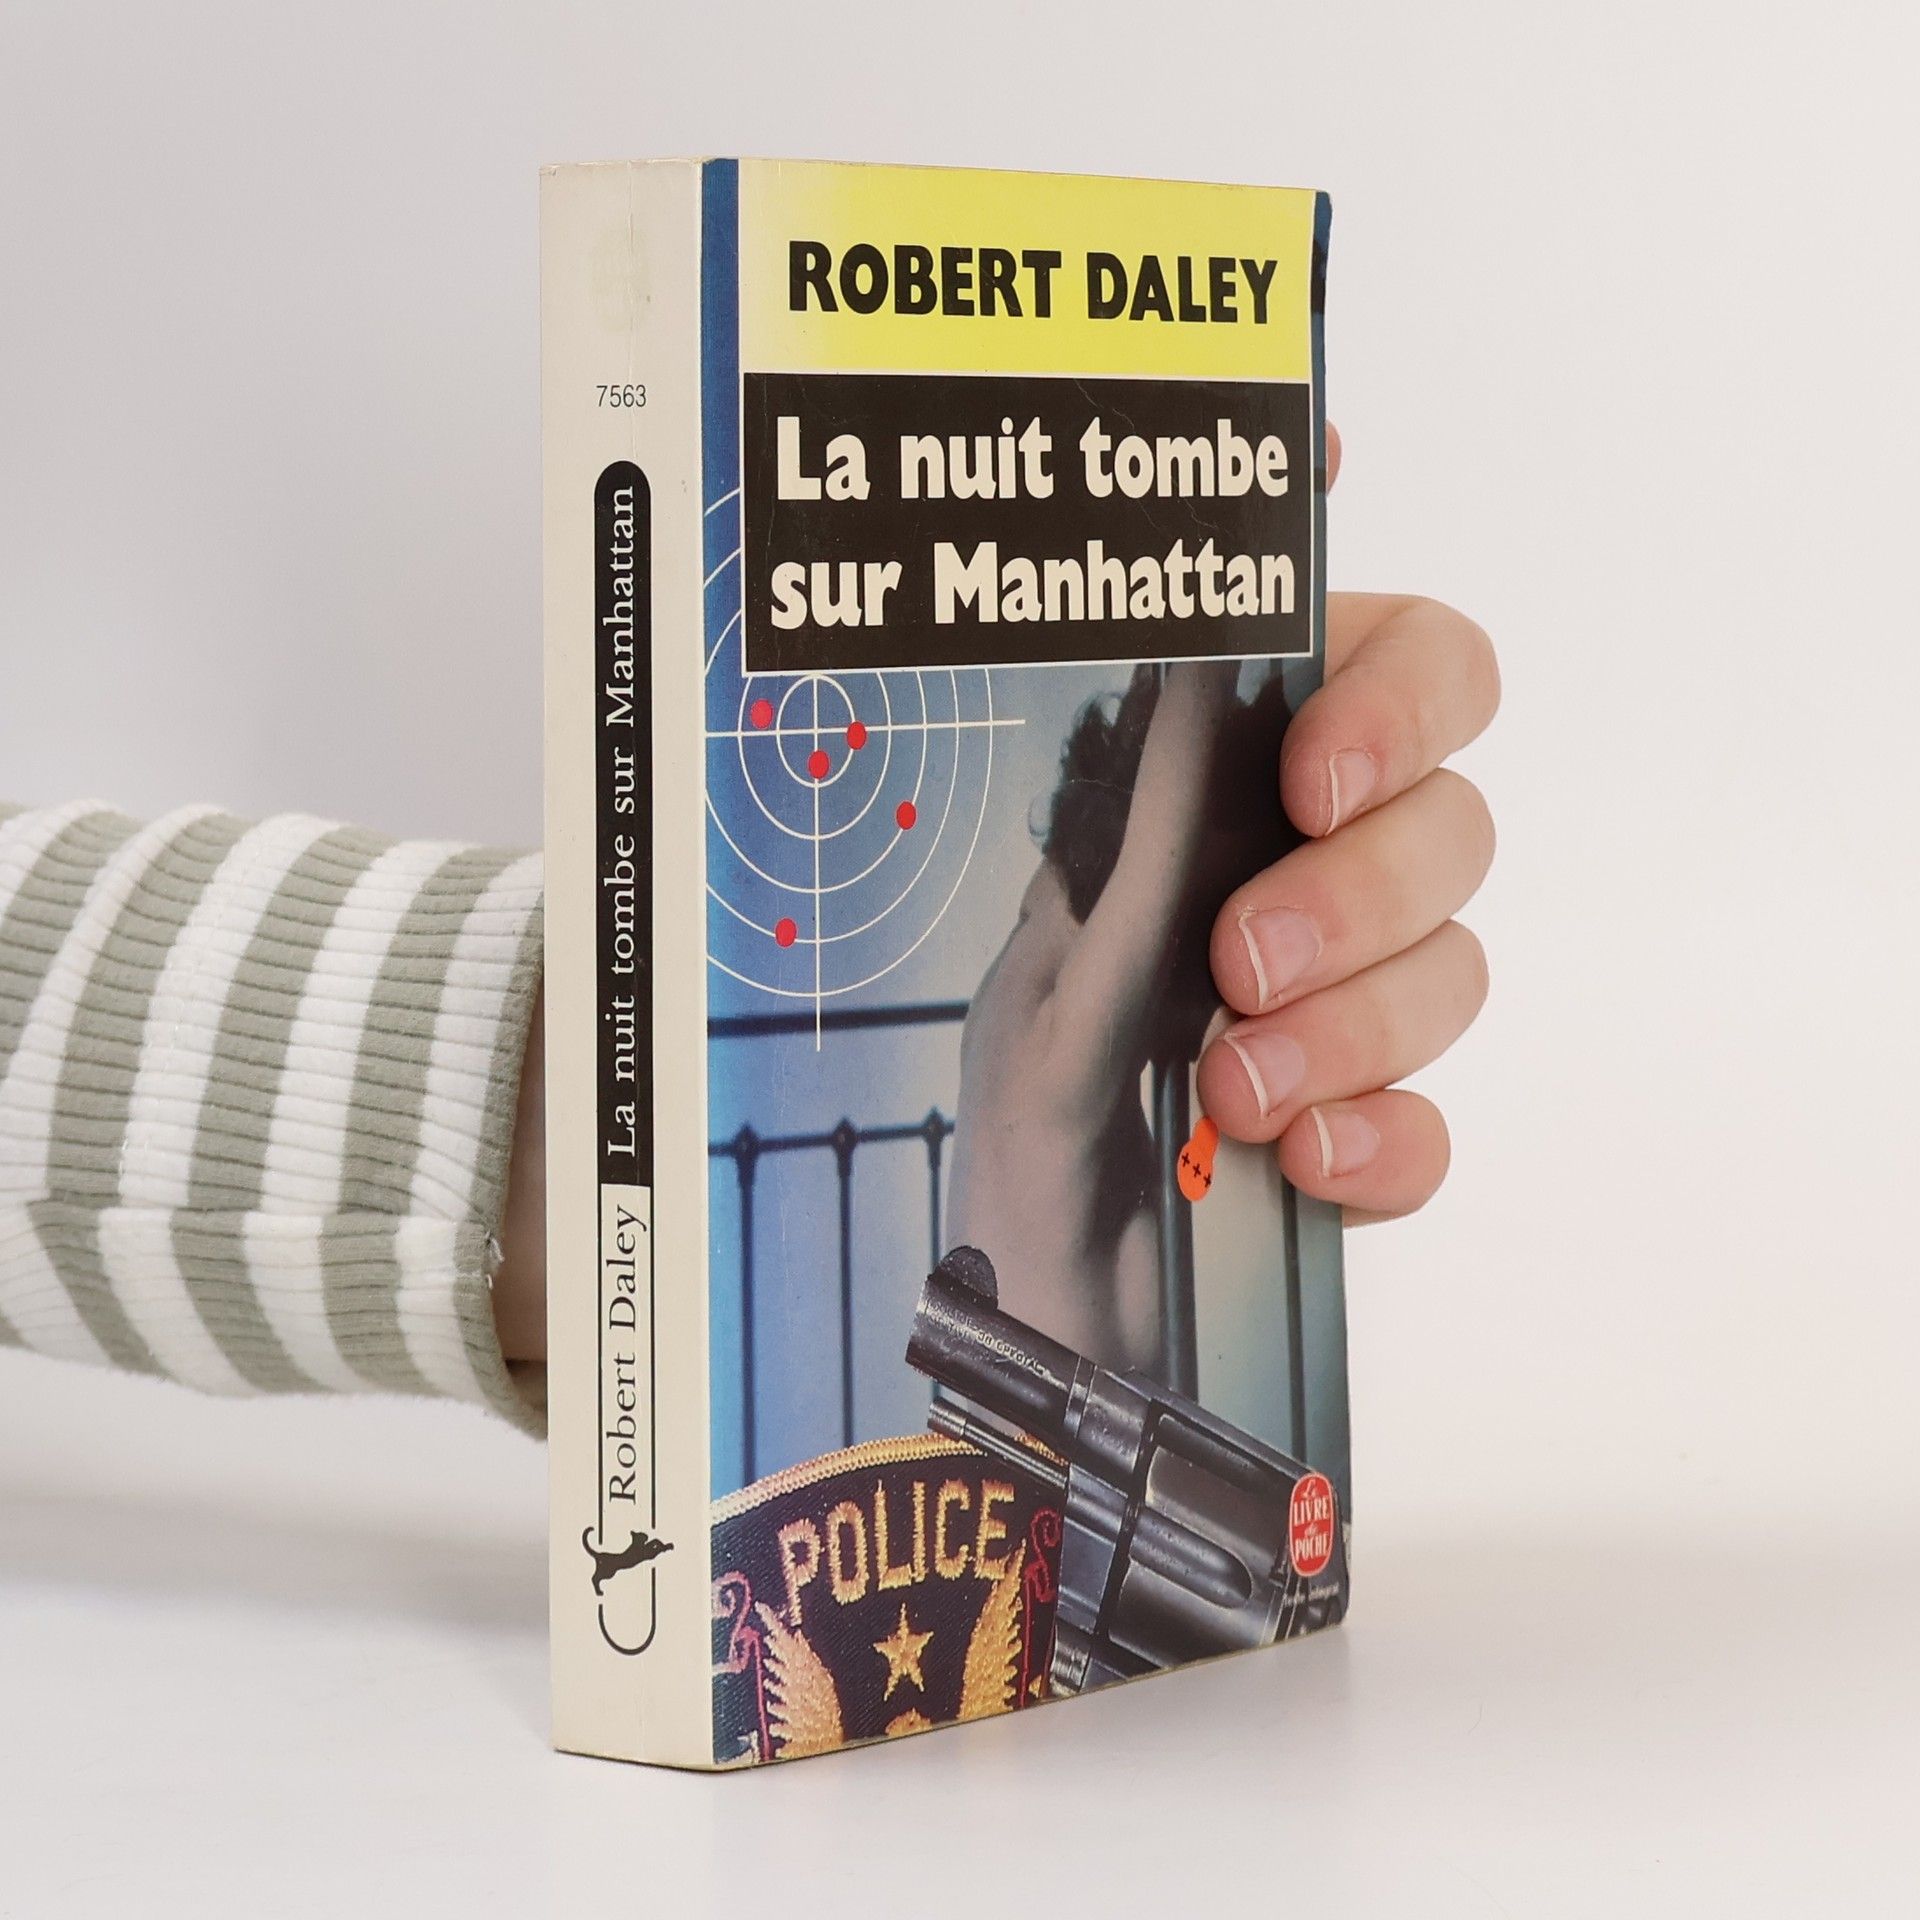 ROBERT DALEY
La nuit tombe
sur Manhattan
7563
Robert Daley La nuit tombe sur Manhattan
POLICE
Le
LIVRE
de
POCHE